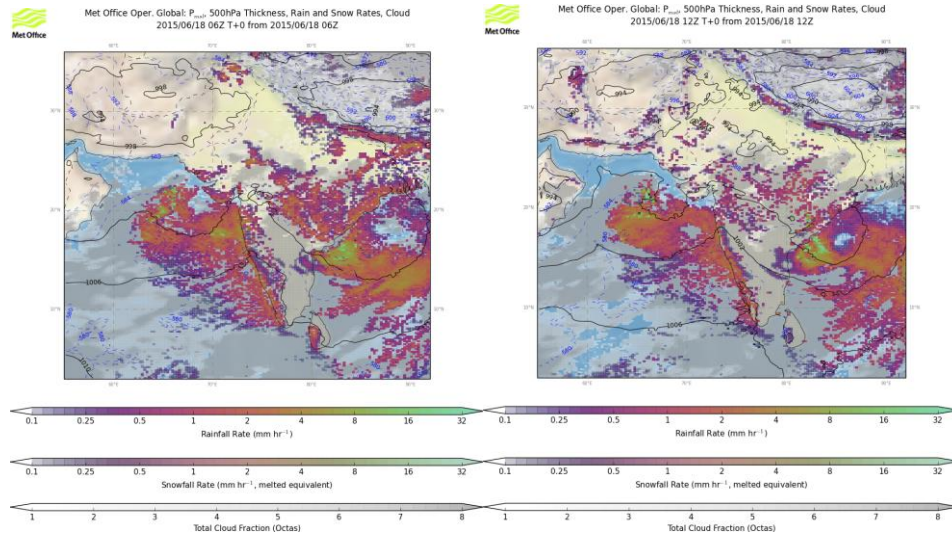 Met Office Oper. Global: Pmsl, 500hPa Thickness, Rain and Snow Rates, Cloud
2015/06/18 06Z T+0 from 2015/06/18 06Z
Met Office
998
1006
1010
0.1 0.25 0.5 1 2 4 8 16 32
Rainfall Rate (mm hr⁻¹)
0.1 0.25 0.5 1 2 4 8 16 32
Snowfall Rate (mm hr⁻¹, melted equivalent)
1 2 3 4 5 6 7 8
Total Cloud Fraction (Octas)
Met Office Oper. Global: Pmsl, 500hPa Thickness, Rain and Snow Rates, Cloud
2015/06/18 12Z T+0 from 2015/06/18 12Z
Met Office
994
1002
1006
0.1 0.25 0.5 1 2 4 8 16 32
Rainfall Rate (mm hr⁻¹)
0.1 0.25 0.5 1 2 4 8 16 32
Snowfall Rate (mm hr⁻¹, melted equivalent)
1 2 3 4 5 6 7 8
Total Cloud Fraction (Octas)